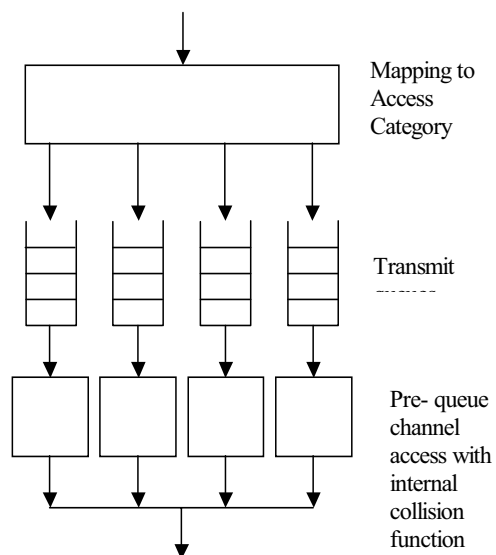 Mapping to
Access
Category
Transmit
Pre- queue
channel
access with
internal
collision
function